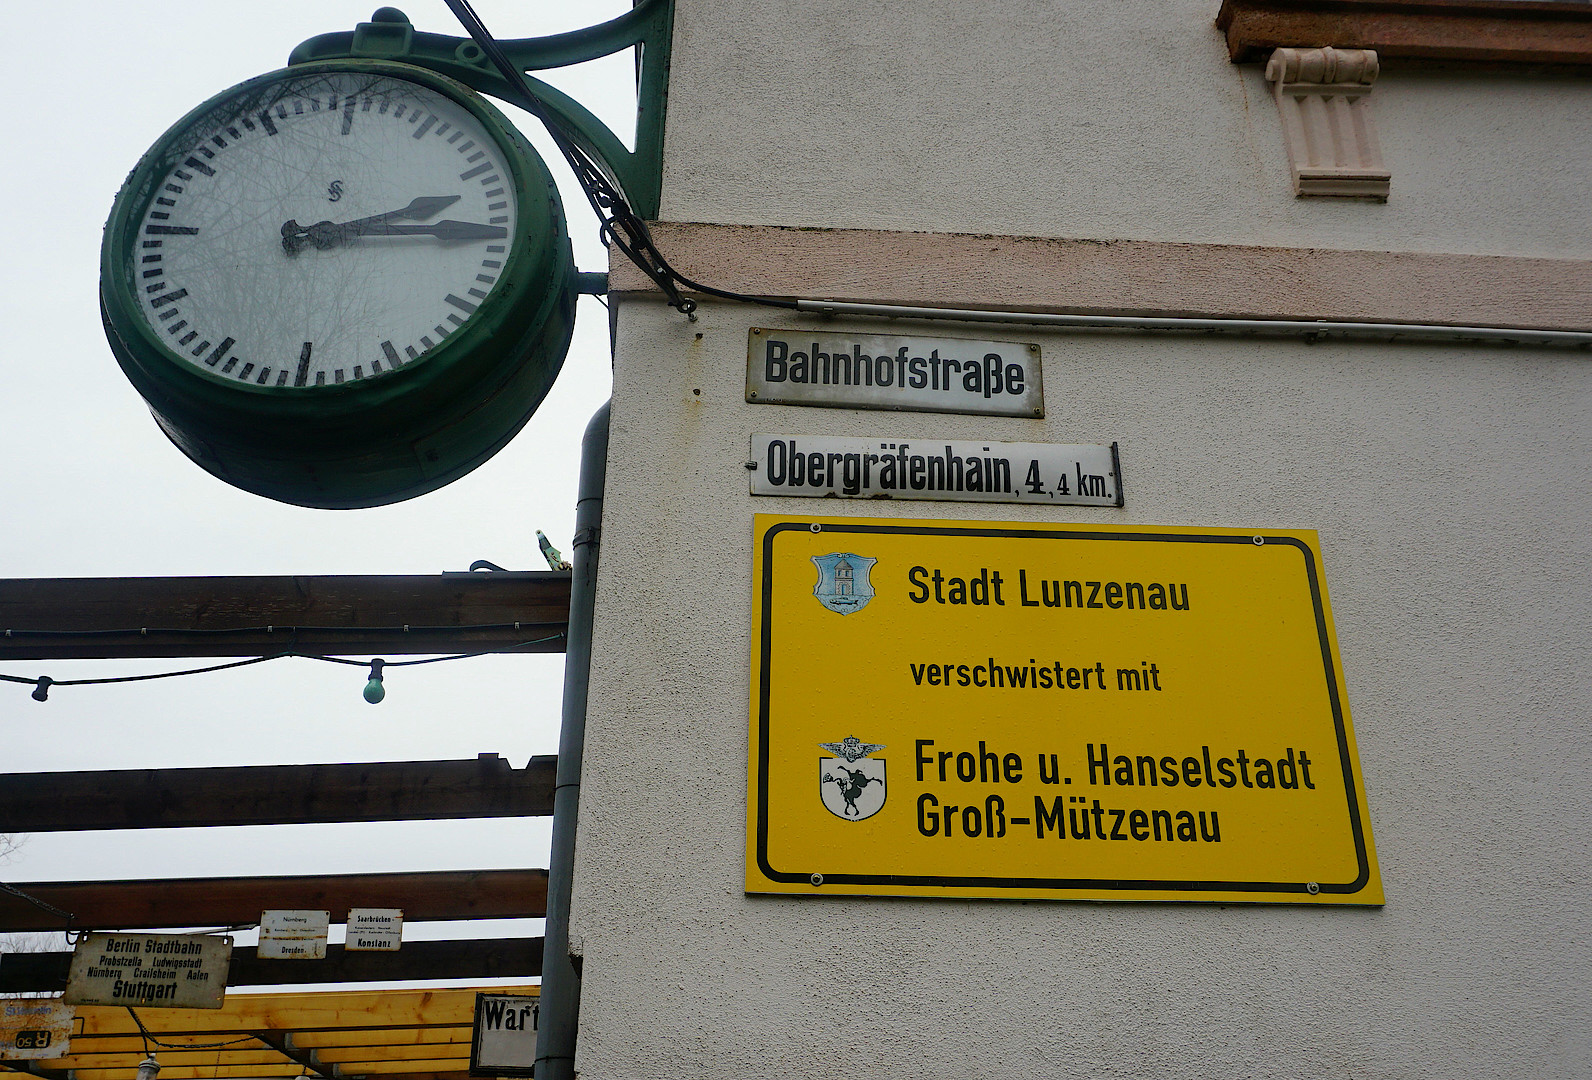 Bahnhofstraße
Obergräfenhain, 4,4 km.
Stadt Lunzenau
verschwistert mit
Frohe u. Hanselstadt
Groß-Mützenau
Nürnberg
Dresden
Saarbrücken
Konstanz
Berlin Stadtbahn
Probstzella Ludwigsstadt
Nürnberg Crailsheim Aalen
Stuttgart
R 50
Wart